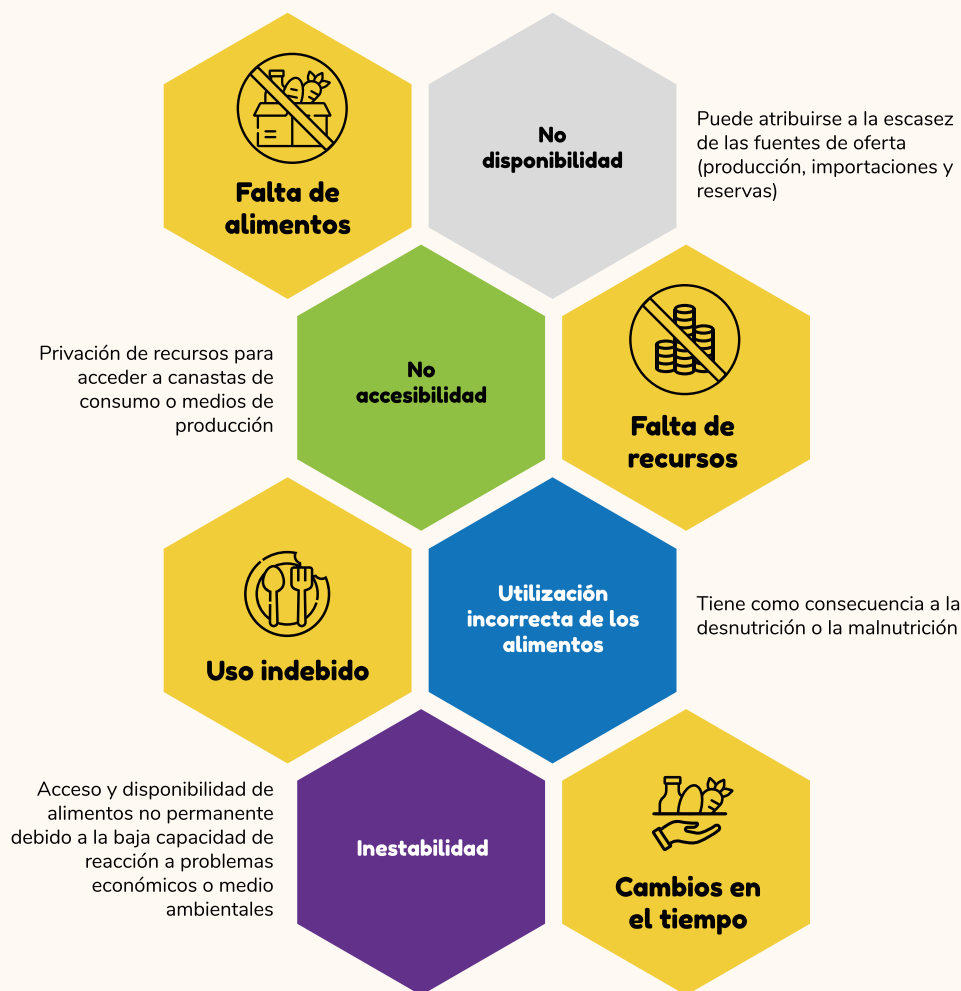 Falta de
alimentos
No
disponibilidad
Puede atribuirse a la escasez
de las fuentes de oferta
(producción, importaciones y
reservas)
Privación de recursos para
acceder a canastas de
consumo o medios de
producción
No
accesibilidad
Falta de
recursos
Uso indebido
Utilización
incorrecta de los
alimentos
Tiene como consecuencia a la
desnutrición o la malnutrición
Acceso y disponibilidad de
alimentos no permanente
debido a la baja capacidad de
reacción a problemas
económicos o medio
ambientales
Inestabilidad
Cambios en
el tiempo